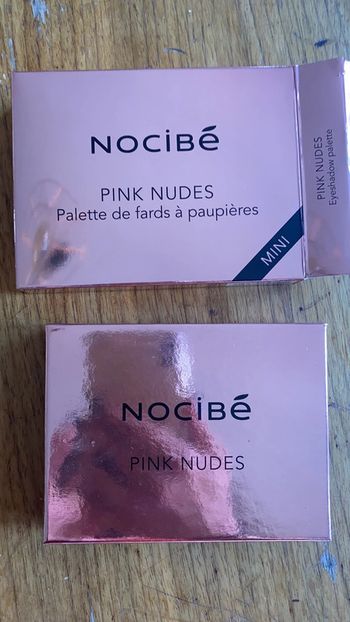 NOCIBÉ
PINK NUDES
Palette de fards à paupières
MINI
PINK NUDES
Eyeshadow palette
NOCIBÉ
PINK NUDES